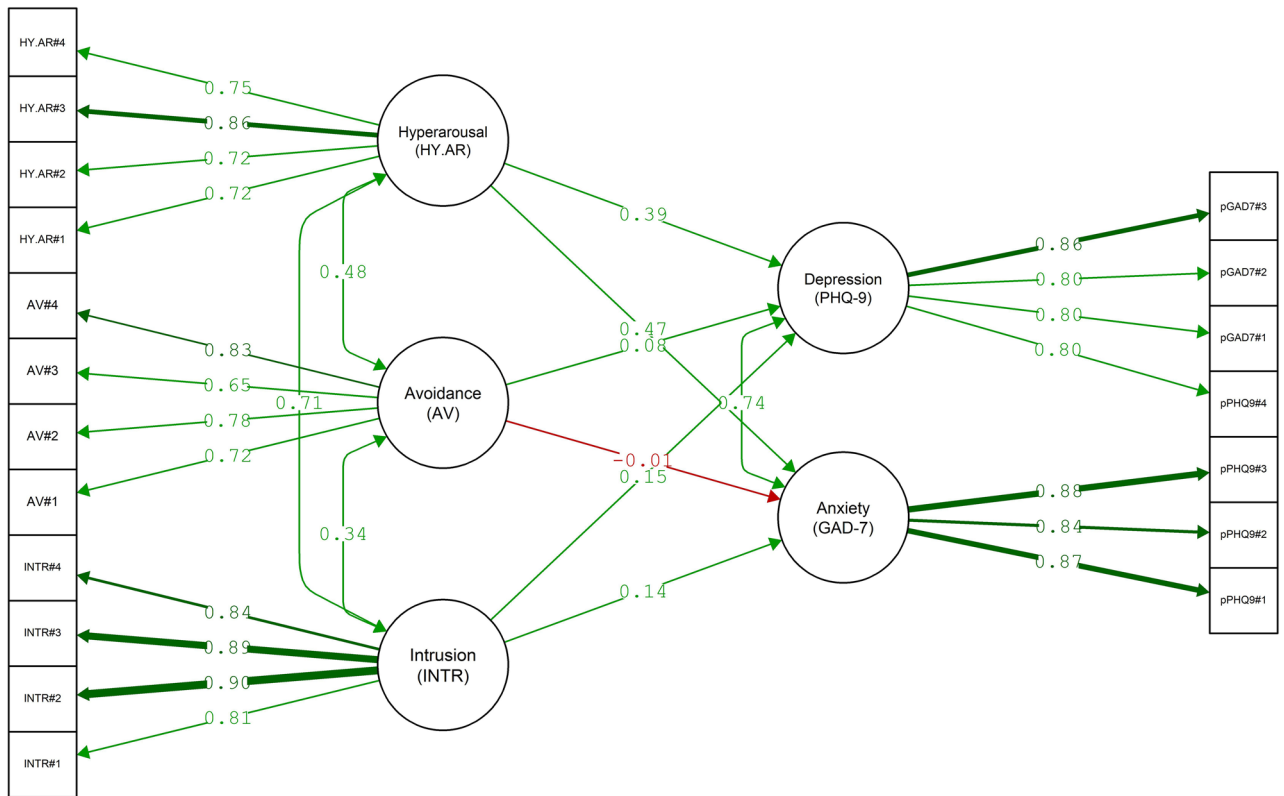 HY.AR#4
HY.AR#3
HY.AR#2
HY.AR#1
AV#4
AV#3
AV#2
AV#1
INTR#4
INTR#3
INTR#2
INTR#1
0.75
0.86
0.72
0.72
0.83
0.65
0.78
0.72
0.84
0.89
0.90
0.81
0.48
0.71
0.34
Hyperarousal
(HY.AR)
Avoidance
(AV)
Intrusion
(INTR)
0.39
0.47
0.08
-0.01
0.15
0.14
0.74
Depression
(PHQ-9)
Anxiety
(GAD-7)
0.86
0.80
0.80
0.80
0.88
0.84
0.87
pGAD7#3
pGAD7#2
pGAD7#1
pPHQ9#4
pPHQ9#3
pPHQ9#2
pPHQ9#1